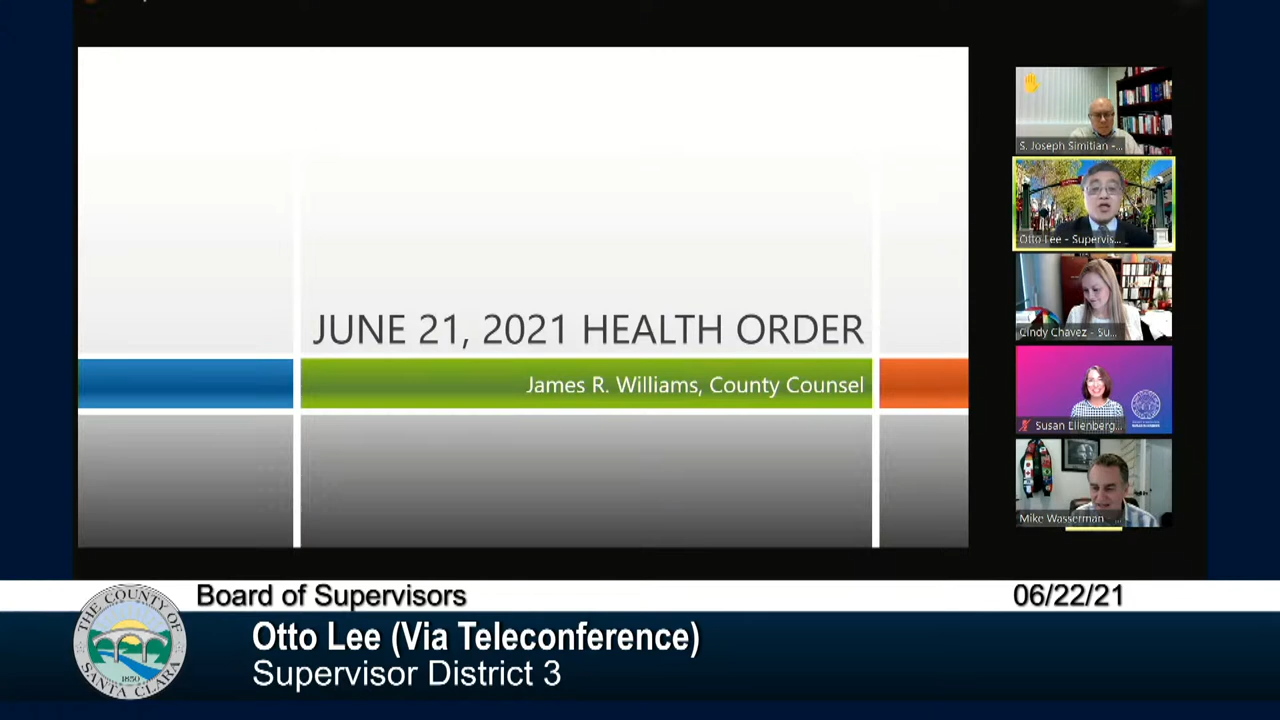 JUNE 21, 2021 HEALTH ORDER
James R. Williams, County Counsel
S. Joseph Simitian -...
Otto Lee - Supervis...
Cindy Chavez - Su...
Susan Ellenberg...
Mike Wasserman - ...
Board of Supervisors
06/22/21
Otto Lee (Via Teleconference)
Supervisor District 3
THE COUNTY OF
SANTA CLARA
1850